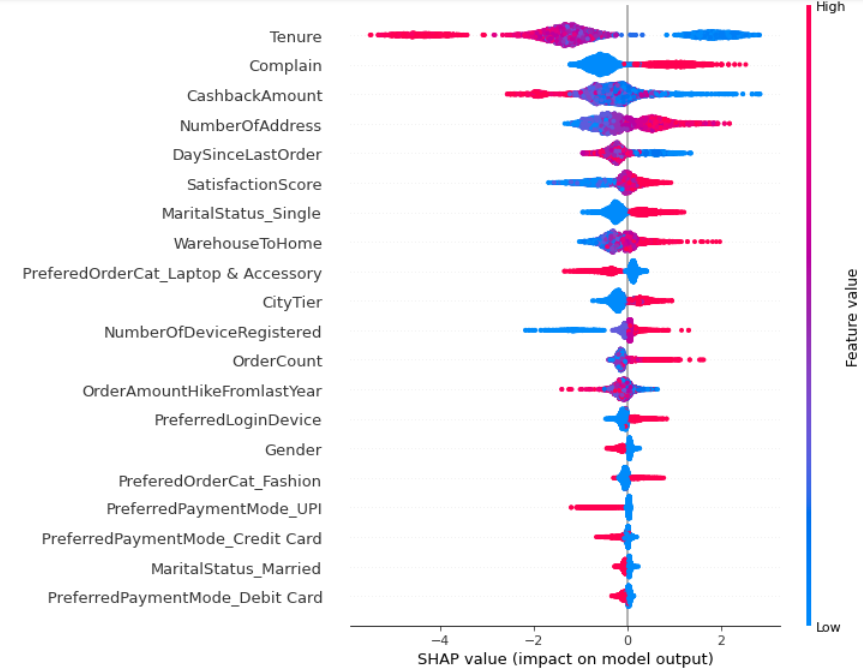 High
Tenure
Complain
CashbackAmount
NumberOfAddress
DaySinceLastOrder
SatisfactionScore
MaritalStatus_Single
WarehouseToHome
PreferedOrderCat_Laptop & Accessory
CityTier
NumberOfDeviceRegistered
OrderCount
OrderAmountHikeFromlastYear
PreferredLoginDevice
Gender
PreferedOrderCat_Fashion
PreferredPaymentMode_UPI
PreferredPaymentMode_Credit Card
MaritalStatus_Married
PreferredPaymentMode_Debit Card
Feature value
Low
−4 −2 0 2
SHAP value (impact on model output)